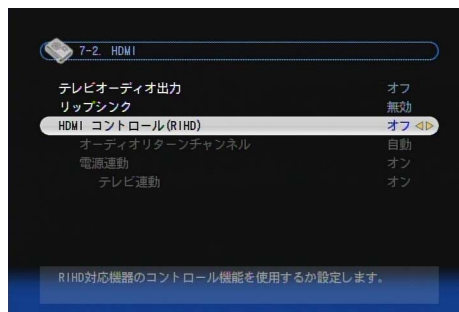 7-2. HDMI
テレビオーディオ出力 オフ
リップシンク 無効
HDMI コントロール(RIHD) オフ
オーディオリターンチャンネル 自動
電源連動 オン
テレビ連動 オン
RIHD対応機器のコントロール機能を使用するか設定します。